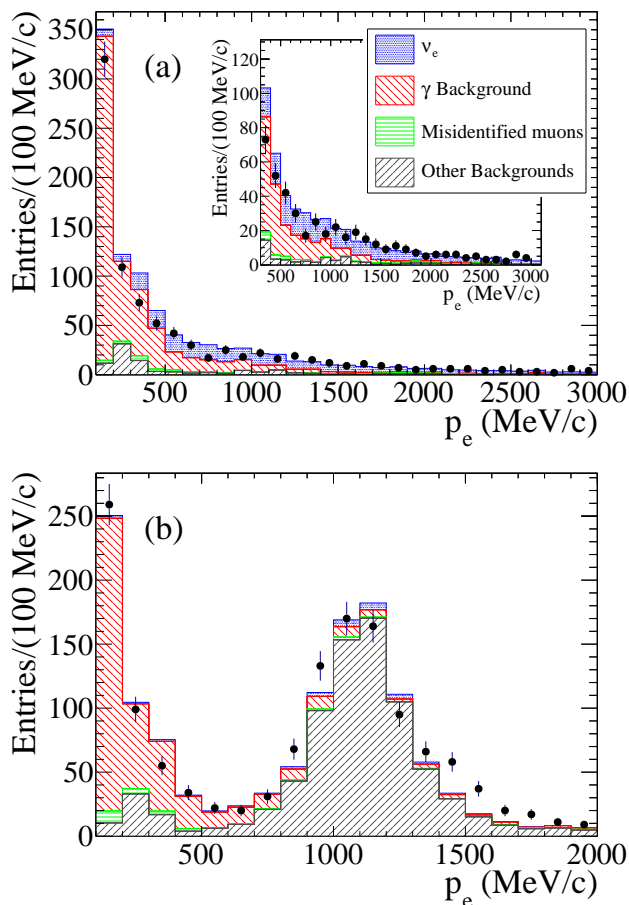 350
300
250
200
150
100
50
0
Entries/(100 MeV/c)
(a)
120
100
80
60
40
20
0
Entries/(100 MeV/c)
500 1000 1500 2000 2500 3000
p_e (MeV/c)
ν_e
γ Background
Misidentified muons
Other Backgrounds
500 1000 1500 2000 2500 3000
p_e (MeV/c)
250
200
150
100
50
0
Entries/(100 MeV/c)
(b)
500 1000 1500 2000
p_e (MeV/c)